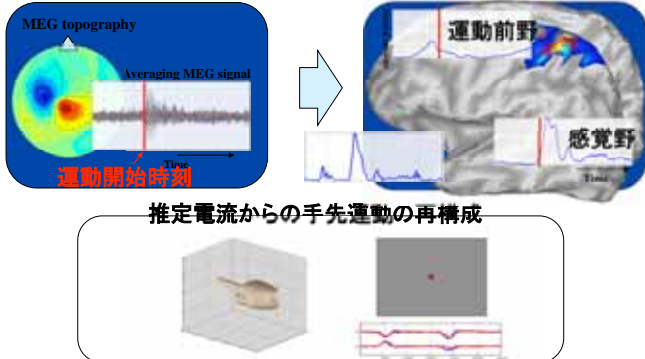 MEG topography
Averaging MEG signal
Time
運動開始時刻
運動前野
感覚野
Time
推定電流からの手先運動の再構成